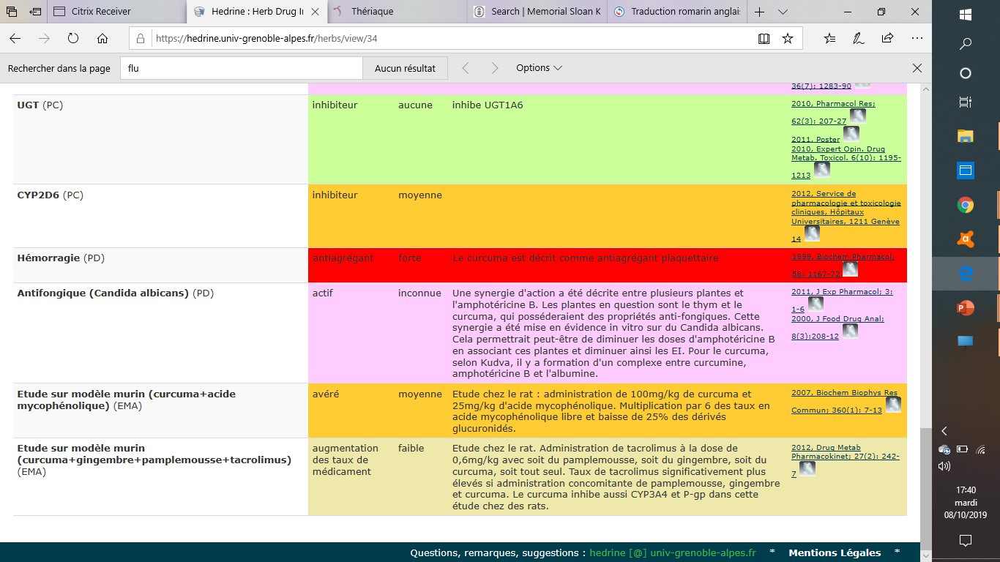 Citrix Receiver
Hedrine : Herb Drug In
Thériaque
Search | Memorial Sloan K
Traduction romarin anglais
https://hedrine.univ-grenoble-alpes.fr/herbs/view/34
Rechercher dans la page
flu
Aucun résultat
Options
36(7): 1283-90
UGT (PC)
inhibiteur
aucune
inhibe UGT1A6
2010, Pharmacol Res;
62(3): 207-27
2011, Poster
2010, Expert Opin. Drug
Metab. Toxicol. 6(10): 1195-
1213
CYP2D6 (PC)
inhibiteur
moyenne
2012, Service de
pharmacologie et toxicologie
cliniques, Hôpitaux
Universitaires, 1211 Genève
14
Hémorragie (PD)
antiagrégant
forte
Le curcuma est décrit comme antiagrégant plaquettaire
1999, Biochem Pharmacol;
58: 1167-72
Antifongique (Candida albicans) (PD)
actif
inconnue
Une synergie d'action a été décrite entre plusieurs plantes et
l'amphotéricine B. Les plantes en question sont le thym et le
curcuma, qui posséderaient des propriétés anti-fongiques. Cette
synergie a été mise en évidence in vitro sur du Candida albicans.
Cela permettrait peut-être de diminuer les doses d'amphotéricine B
en associant ces plantes et diminuer ainsi les EI. Pour le curcuma,
selon Kudva, il y a formation d'un complexe entre curcumine,
amphotéricine B et l'albumine.
2011, J Exp Pharmacol; 3:
1-6
2000, J Food Drug Anal;
8(3):208-12
Etude sur modèle murin (curcuma+acide
mycophénolique) (EMA)
avéré
moyenne
Etude chez le rat : administration de 100mg/kg de curcuma et
25mg/kg d'acide mycophénolique. Multiplication par 6 des taux en
acide mycophénolique libre et baisse de 25% des dérivés
glucuronidés.
2007, Biochem Biophys Res
Commun; 360(1): 7-13
Etude sur modèle murin
(curcuma+gingembre+pamplemousse+tacrolimus)
(EMA)
augmentation
des taux de
médicament
faible
Etude chez le rat. Administration de tacrolimus à la dose de
0,6mg/kg avec soit du pamplemousse, soit du gingembre, soit du
curcuma, soit tout seul. Taux de tacrolimus significativement plus
élevés si administration concomitante de pamplemousse, gingembre
et curcuma. Le curcuma inhibe aussi CYP3A4 et P-gp dans cette
étude chez des rats.
2012, Drug Metab
Pharmacokinet; 27(2): 242-
7
Questions, remarques, suggestions : hedrine [@] univ-grenoble-alpes.fr * Mentions Légales *
17:40
mardi
08/10/2019